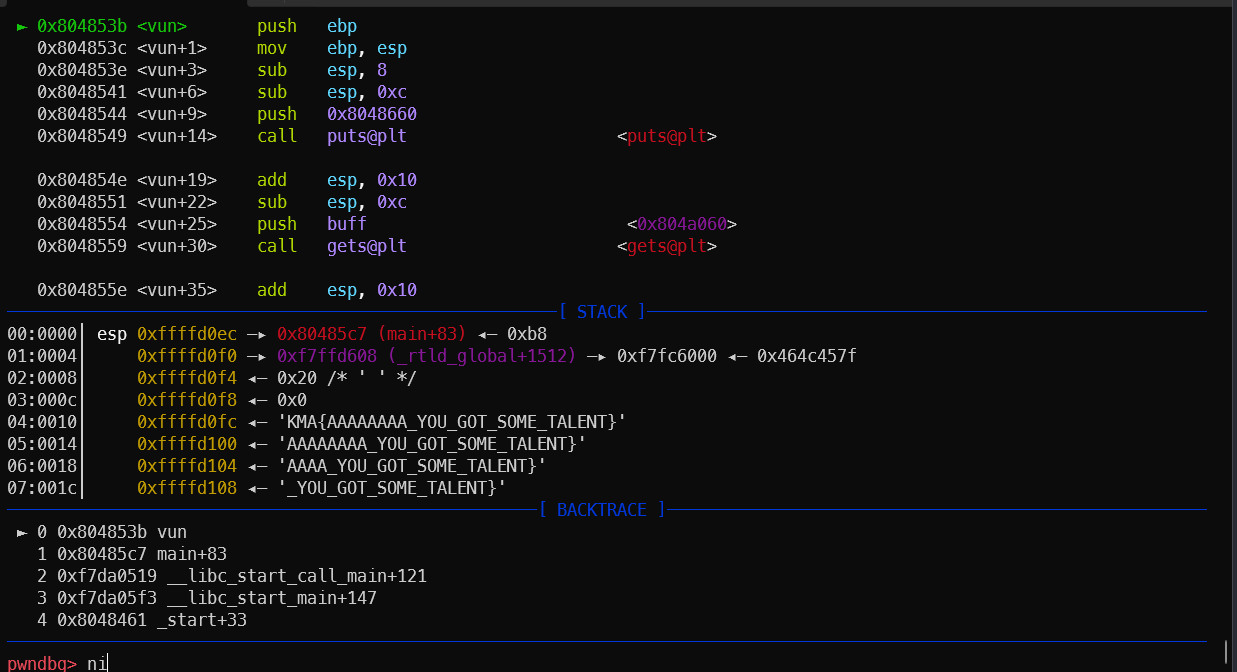 ► 0x804853b <vun> push ebp
0x804853c <vun+1> mov ebp, esp
0x804853e <vun+3> sub esp, 8
0x8048541 <vun+6> sub esp, 0xc
0x8048544 <vun+9> push 0x8048660
0x8048549 <vun+14> call puts@plt <puts@plt>
0x804854e <vun+19> add esp, 0x10
0x8048551 <vun+22> sub esp, 0xc
0x8048554 <vun+25> push buff <0x804a060>
0x8048559 <vun+30> call gets@plt <gets@plt>
0x804855e <vun+35> add esp, 0x10
[ STACK ]
00:0000│ esp 0xffffd0ec —▸ 0x80485c7 (main+83) ◂— 0xb8
01:0004│ 0xffffd0f0 —▸ 0xf7ffd608 (_rtld_global+1512) —▸ 0xf7fc6000 ◂— 0x464c457f
02:0008│ 0xffffd0f4 ◂— 0x20 /* ' ' */
03:000c│ 0xffffd0f8 ◂— 0x0
04:0010│ 0xffffd0fc ◂— 'KMA{AAAAAAAA_YOU_GOT_SOME_TALENT}'
05:0014│ 0xffffd100 ◂— 'AAAAAAAA_YOU_GOT_SOME_TALENT}'
06:0018│ 0xffffd104 ◂— 'AAAA_YOU_GOT_SOME_TALENT}'
07:001c│ 0xffffd108 ◂— '_YOU_GOT_SOME_TALENT}'
[ BACKTRACE ]
► 0 0x804853b vun
1 0x80485c7 main+83
2 0xf7da0519 __libc_start_call_main+121
3 0xf7da05f3 __libc_start_main+147
4 0x8048461 _start+33
pwndbg> ni